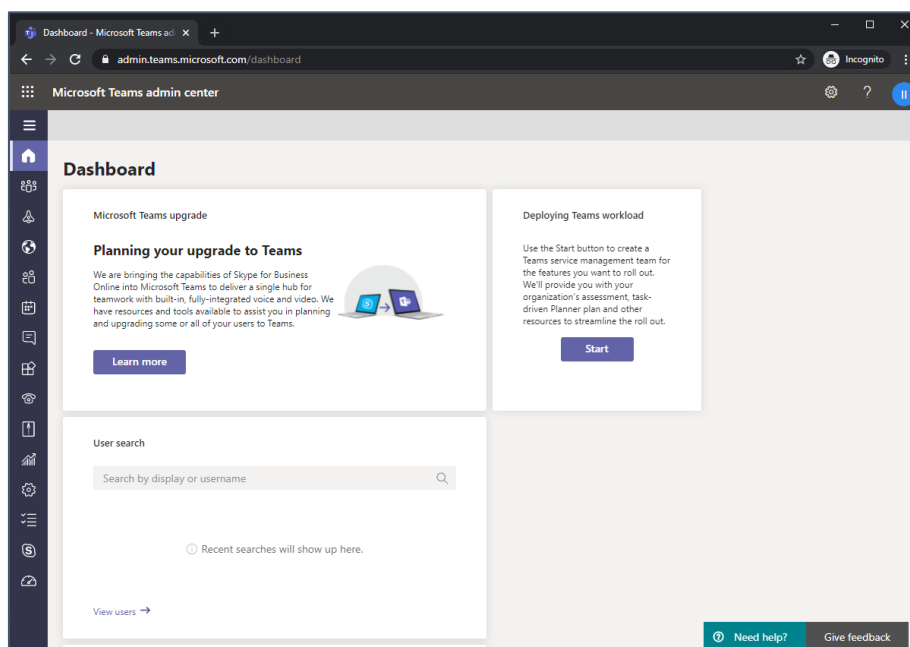 Dashboard - Microsoft Teams ad
admin.teams.microsoft.com/dashboard
Incognito
Microsoft Teams admin center
?
II
Dashboard
Microsoft Teams upgrade
Planning your upgrade to Teams
We are bringing the capabilities of Skype for Business
Online into Microsoft Teams to deliver a single hub for
teamwork with built-in, fully-integrated voice and video. We
have resources and tools available to assist you in planning
and upgrading some or all of your users to Teams.
Learn more
Deploying Teams workload
Use the Start button to create a
Teams service management team for
the features you want to roll out.
We'll provide you with your
organization's assessment, task-
driven Planner plan and other
resources to streamline the roll out.
Start
User search
Search by display or username
Recent searches will show up here.
View users
Need help?
Give feedback